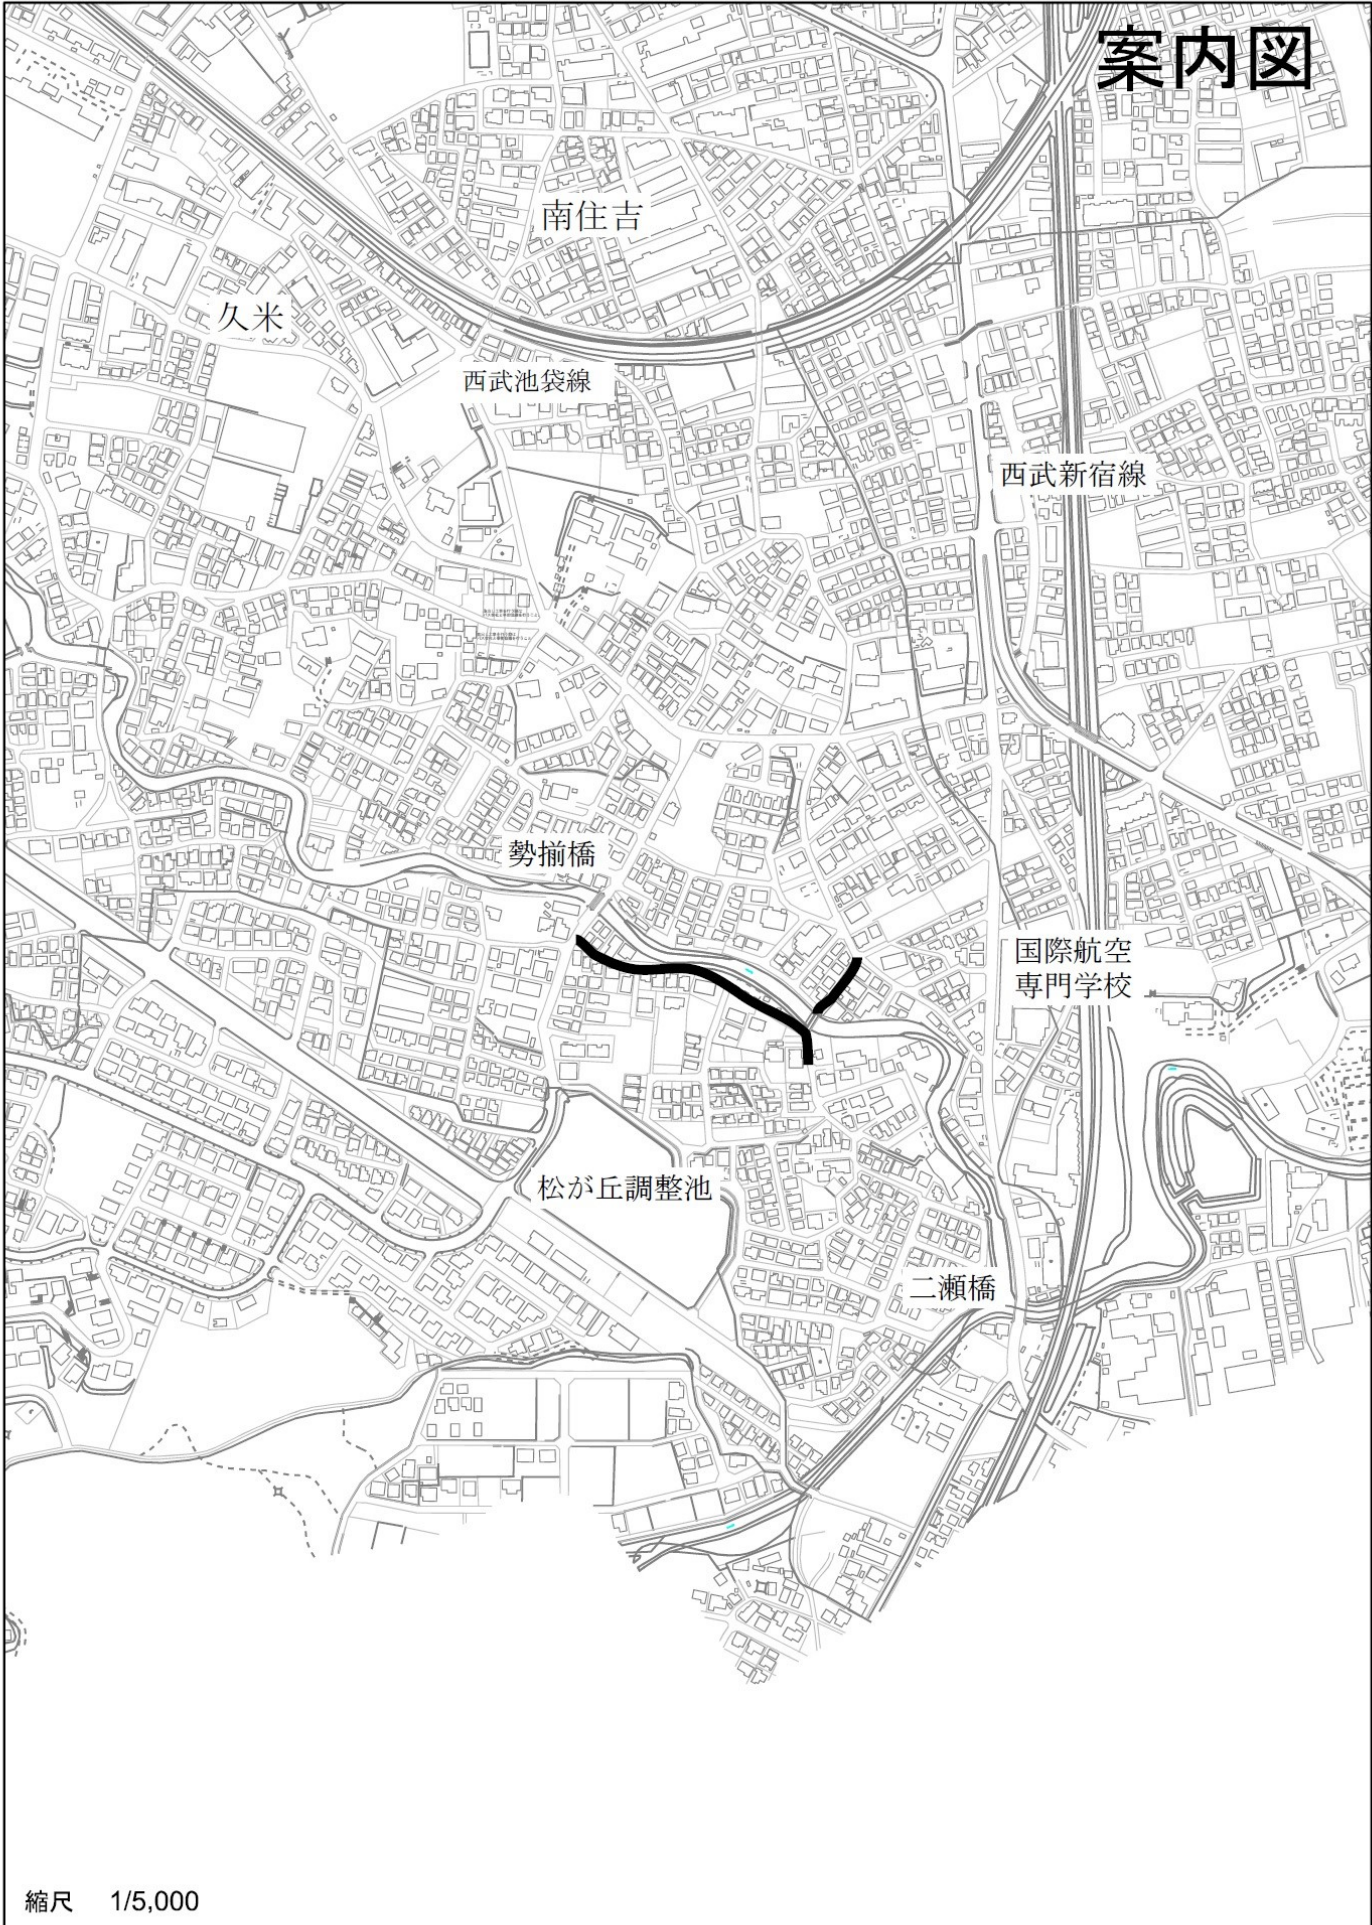 案内図
南住吉
久米
西武池袋線
西武新宿線
勢揃橋
国際航空
専門学校
松が丘調整池
二瀬橋
縮尺 1/5,000